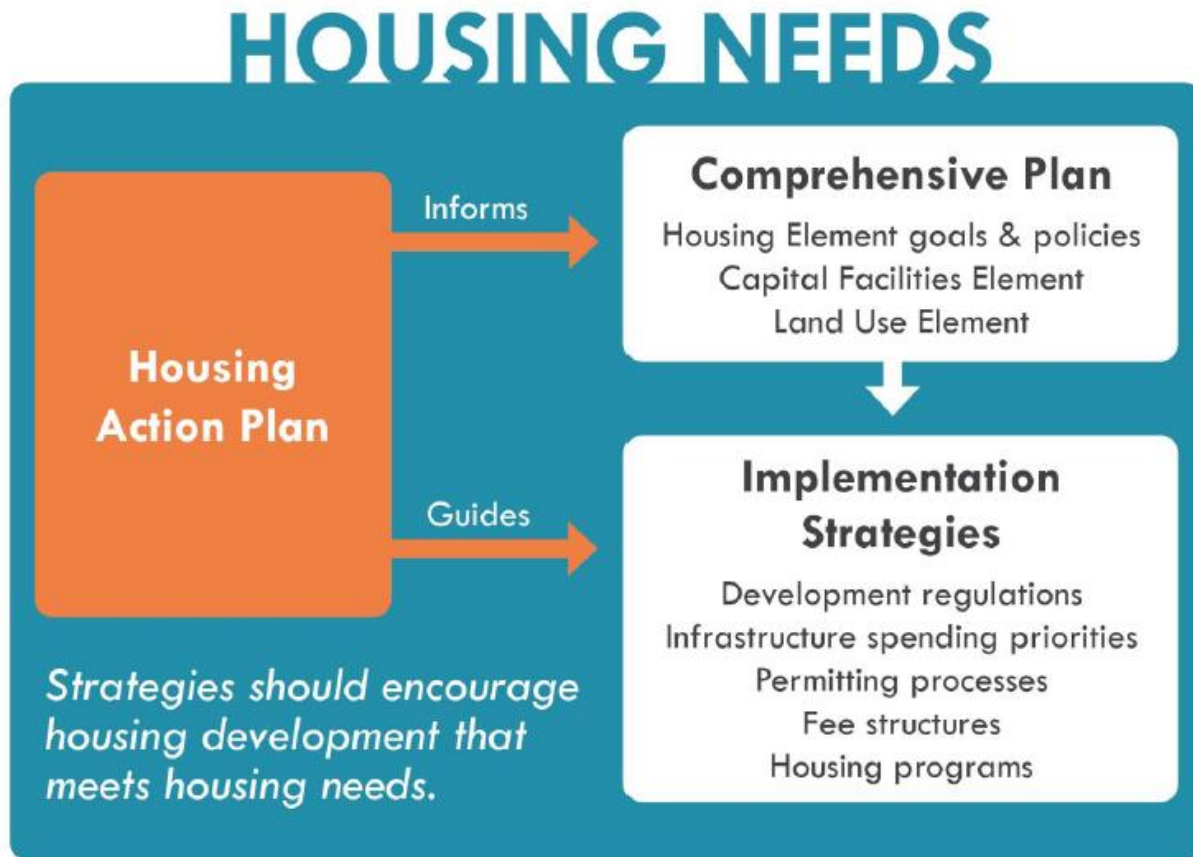 HOUSING NEEDS
Housing
Action Plan
Informs
Guides
Comprehensive Plan
Housing Element goals & policies
Capital Facilities Element
Land Use Element
Implementation
Strategies
Development regulations
Infrastructure spending priorities
Permitting processes
Fee structures
Housing programs
Strategies should encourage
housing development that
meets housing needs.